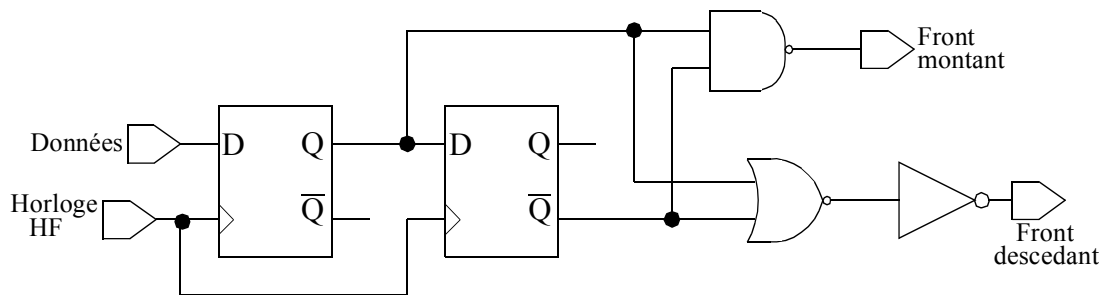 Front
montant
Données
D
Q
D
Q
Q̅
Q̅
Horloge
HF
Front
descedant